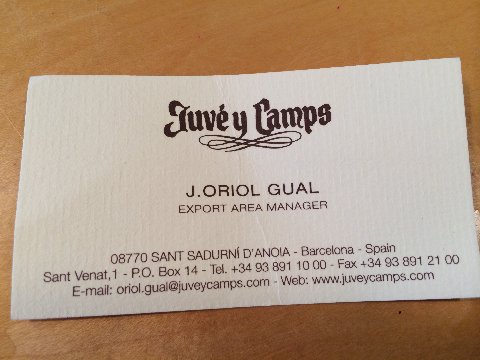 Juvé y Camps
J.ORIOL GUAL
EXPORT AREA MANAGER
08770 SANT SADURNÍ D'ANOIA - Barcelona - Spain
Sant Venat,1 - P.O. Box 14 - Tel. +34 93 891 10 00 - Fax +34 93 891 21 00
E-mail: oriol.gual@juveycamps.com - Web: www.juveycamps.com